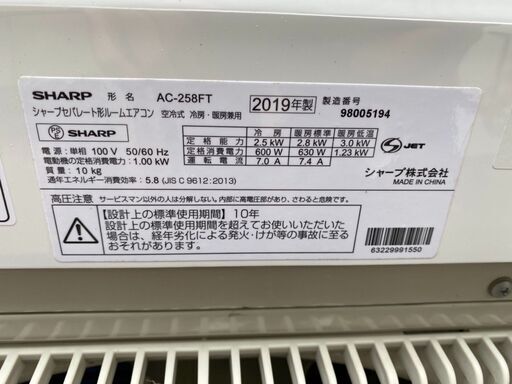 SHARP 形名 AC-258FT 2019年製 製造番号
シャープセパレート形ルームエアコン 空冷式 冷房・暖房兼用 98005194
PS E SHARP
冷房 暖房標準 暖房低温
定格能力 2.5 kW 2.8 kW 3.0 kW
定格消費電力 600 W 630 W 1.23 kW
運転電流 7.0 A 7.4 A
S JET
電源：単相 100 V 50/60 Hz
電動機の定格消費電力：1.00 kW
質量：10 kg
通年エネルギー消費効率：5.8 (JIS C 9612:2013)
シャープ株式会社
MADE IN CHINA
高圧注意 サービスマン以外の人は分解しない。内部に高電圧部があり、さわると危険です。
【設計上の標準使用期間】10年
設計上の標準使用期間を超えてお使いいただいた
場合は、経年劣化による発火・けが等の事故に至る
おそれがあります。
63229991550